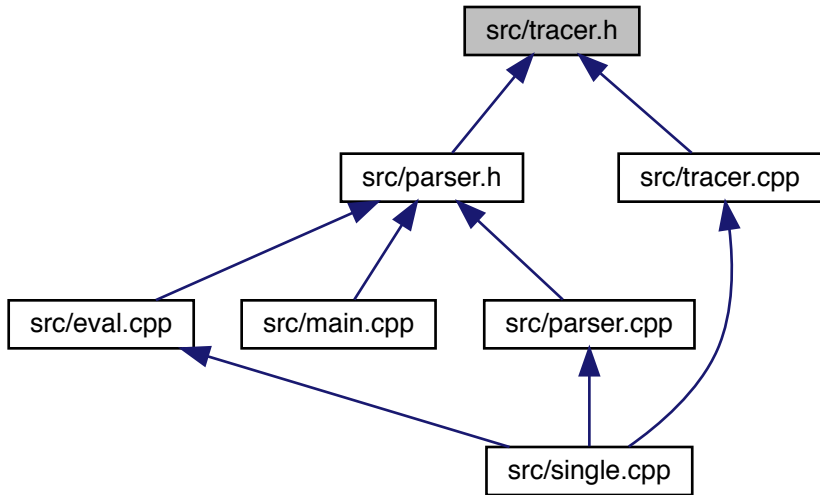 src/tracer.h
src/parser.h
src/tracer.cpp
src/eval.cpp
src/main.cpp
src/parser.cpp
src/single.cpp